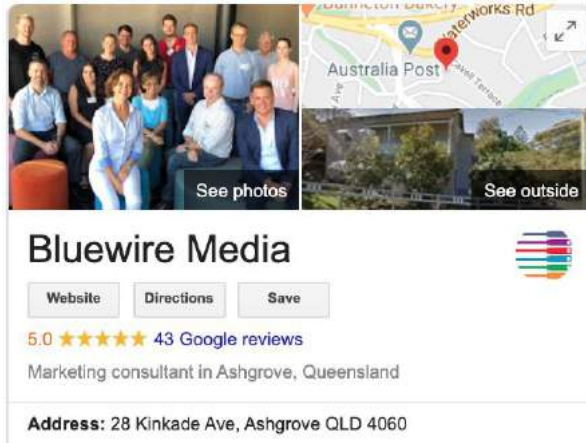 Waterworks Rd
Australia Post
See photos
See outside
Bluewire Media
Website
Directions
Save
5.0 43 Google reviews
Marketing consultant in Ashgrove, Queensland
Address: 28 Kinkade Ave, Ashgrove QLD 4060